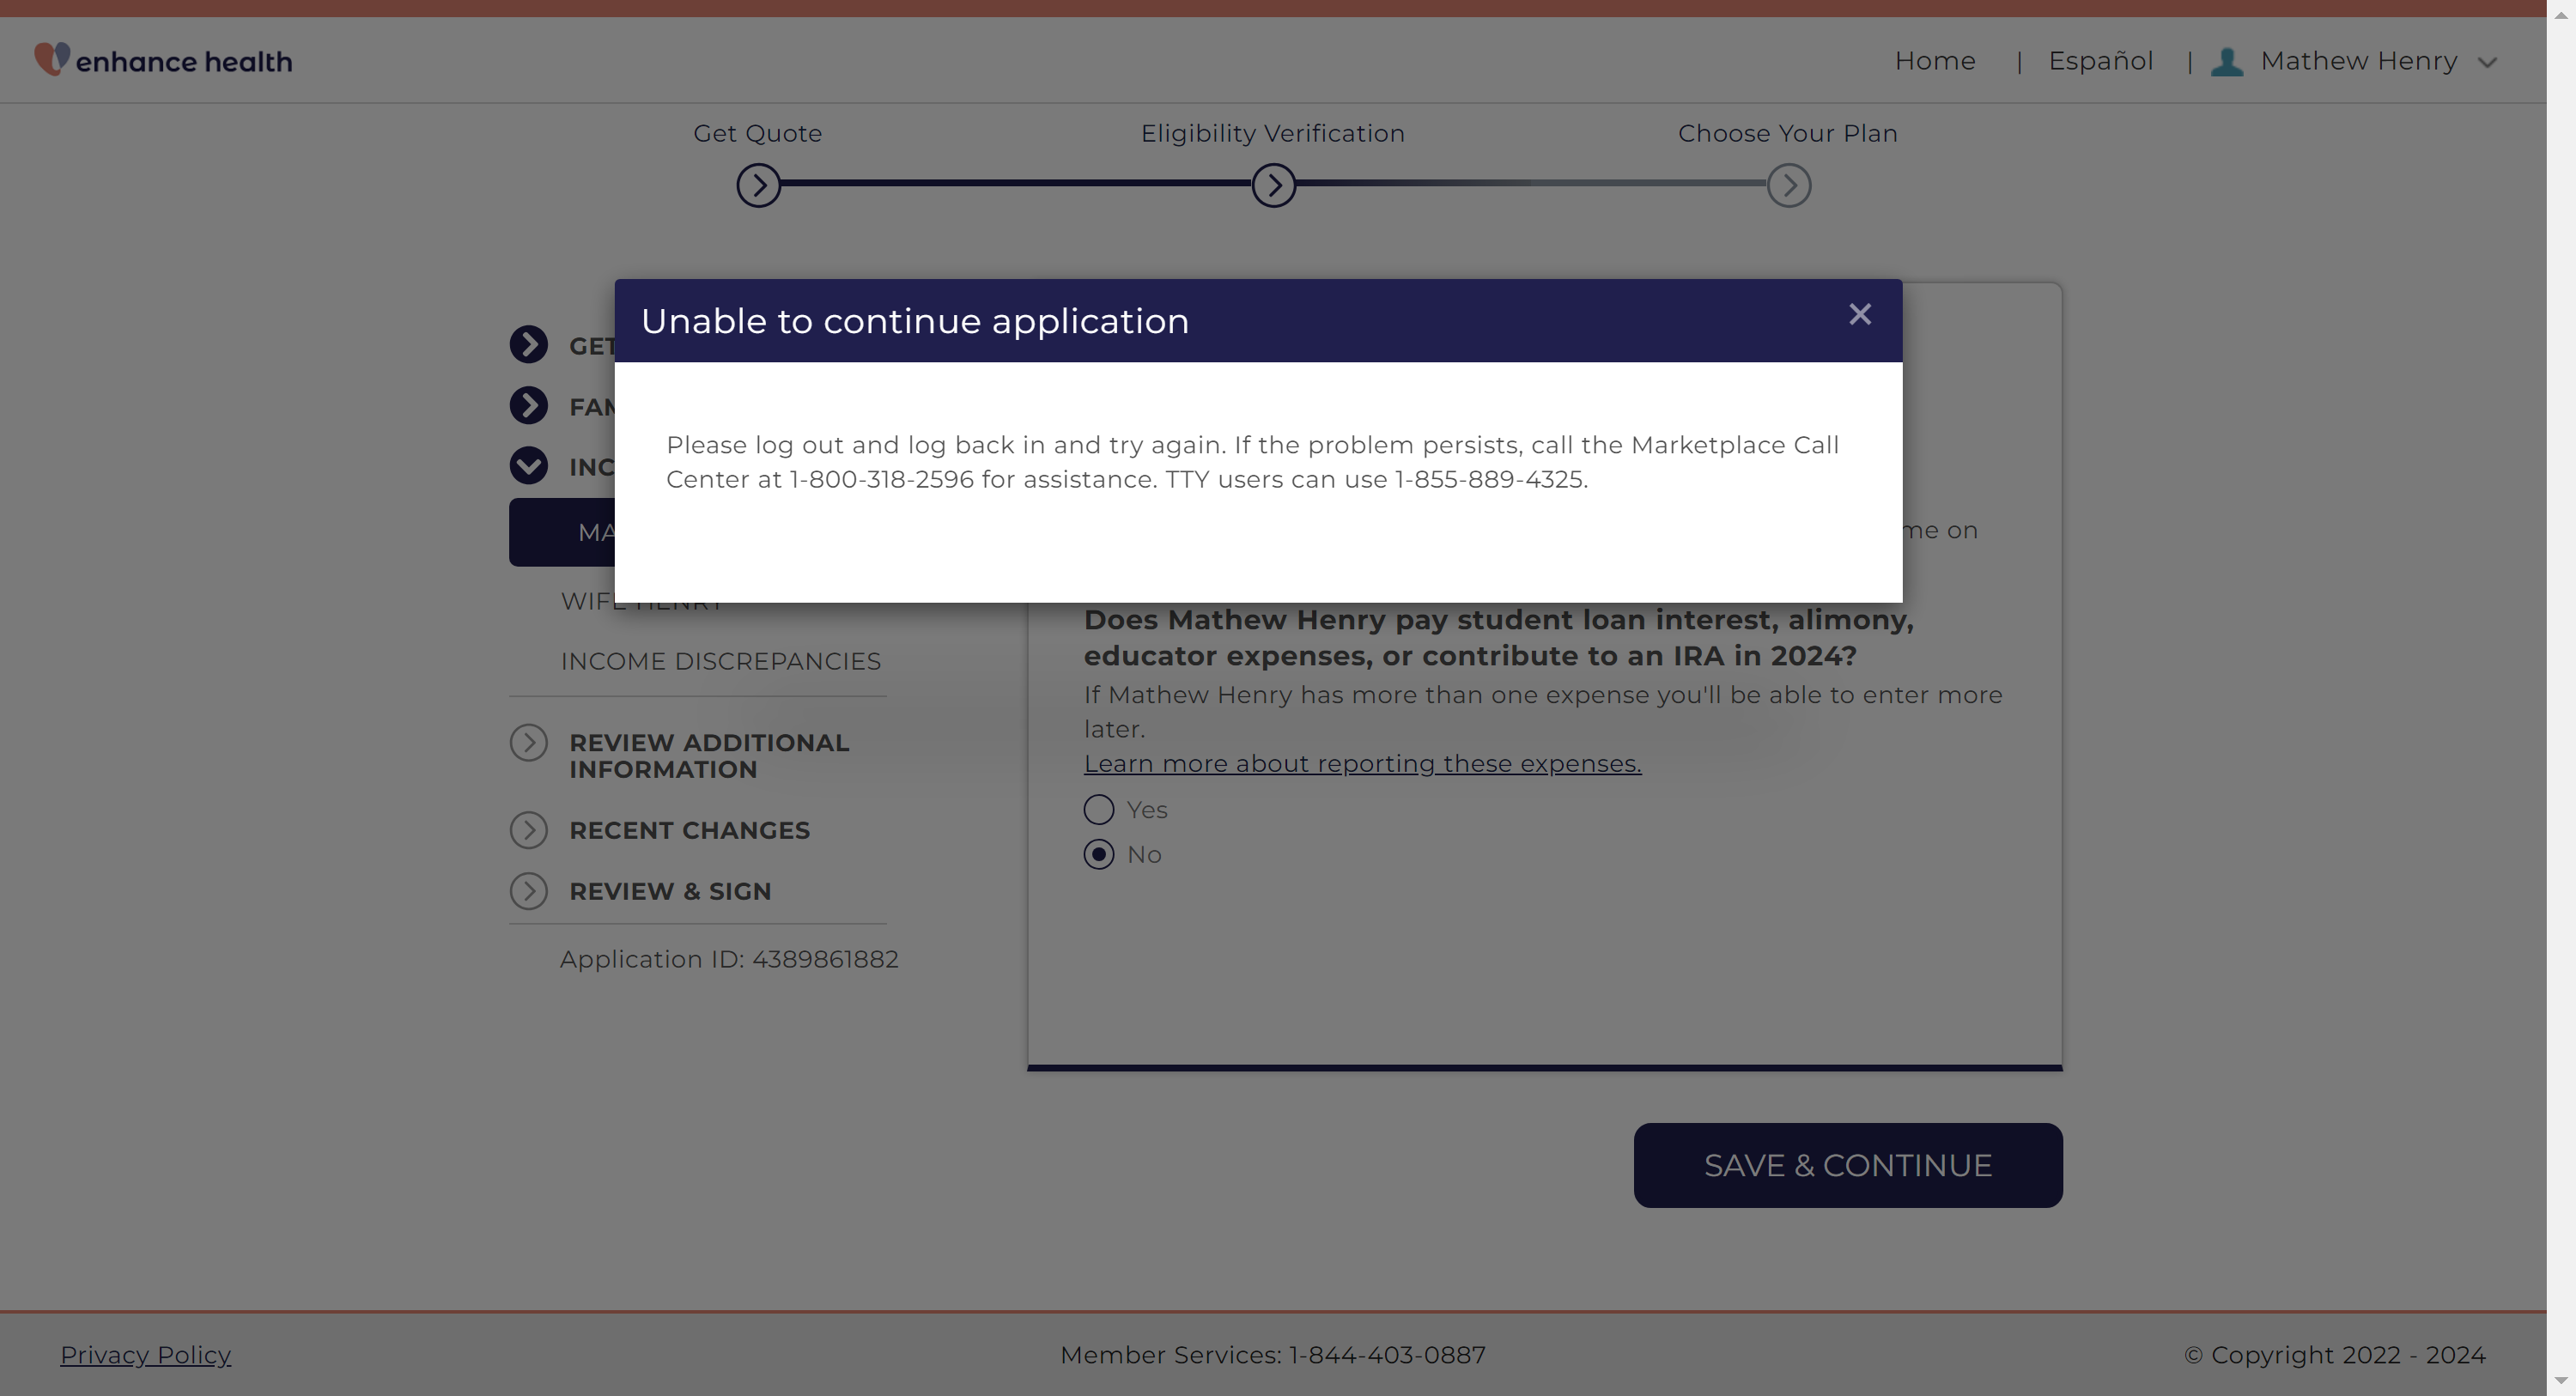 enhance health
Home | Español | Mathew Henry
Get Quote
Eligibility Verification
Choose Your Plan
Unable to continue application
Please log out and log back in and try again. If the problem persists, call the Marketplace Call
Center at 1-800-318-2596 for assistance. TTY users can use 1-855-889-4325.
me on
WIFE HENRY
INCOME DISCREPANCIES
REVIEW ADDITIONAL
INFORMATION
RECENT CHANGES
REVIEW & SIGN
Application ID: 4389861882
Does Mathew Henry pay student loan interest, alimony,
educator expenses, or contribute to an IRA in 2024?
If Mathew Henry has more than one expense you'll be able to enter more
later.
Learn more about reporting these expenses.
Yes
No
SAVE & CONTINUE
Privacy Policy
Member Services: 1-844-403-0887
© Copyright 2022 - 2024